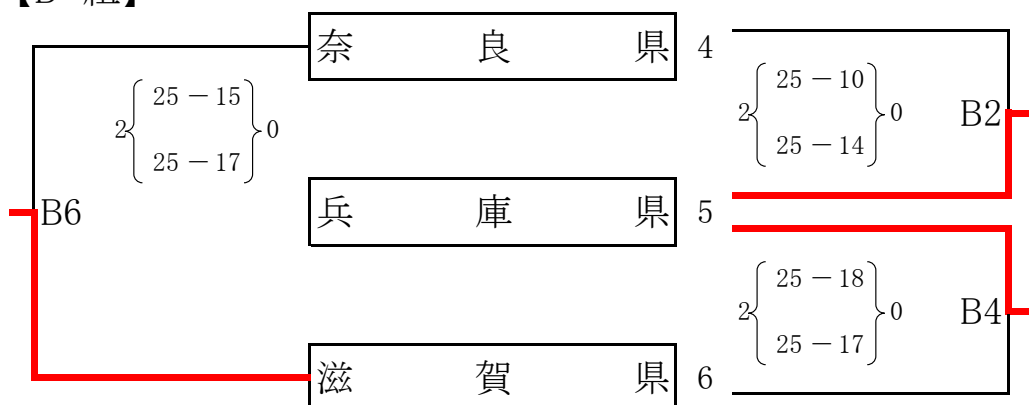 【B 組】
奈良県 4
2 { 25 － 15 25 － 17 } 0
2 { 25 － 10 25 － 14 } 0 B2
B6 兵庫県 5
2 { 25 － 18 25 － 17 } 0 B4
滋賀県 6